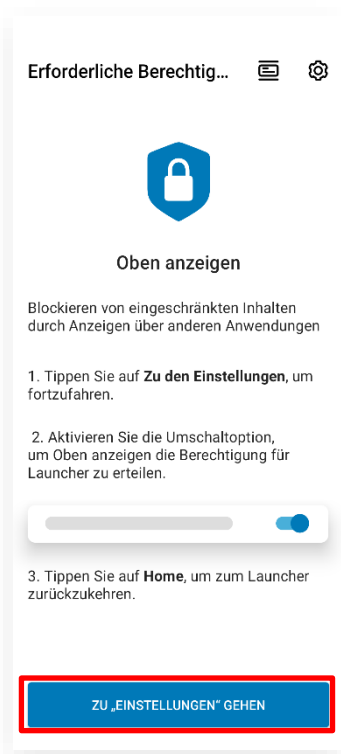 Erforderliche Berechtig...
Oben anzeigen
Blockieren von eingeschränkten Inhalten
durch Anzeigen über anderen Anwendungen
1. Tippen Sie auf Zu den Einstellungen, um
fortzufahren.
2. Aktivieren Sie die Umschaltoption,
um Oben anzeigen die Berechtigung für
Launcher zu erteilen.
3. Tippen Sie auf Home, um zum Launcher
zurückzukehren.
ZU „EINSTELLUNGEN“ GEHEN